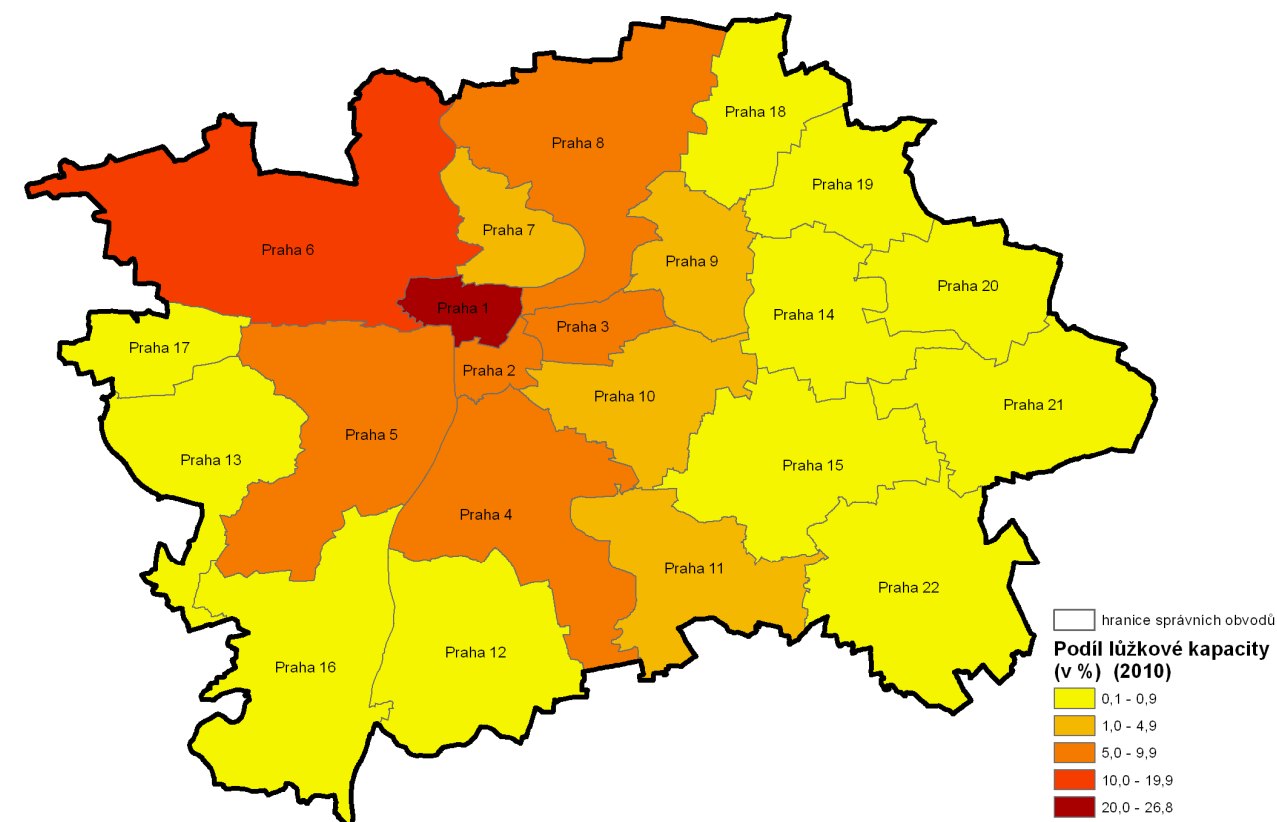 Praha 18
Praha 8
Praha 19
Praha 7
Praha 6
Praha 9
Praha 20
Praha 1
Praha 14
Praha 3
Praha 17
Praha 2
Praha 10
Praha 21
Praha 5
Praha 13
Praha 15
Praha 4
Praha 11
Praha 22
Praha 12
Praha 16
hranice správních obvodů
Podíl lůžkové kapacity
(v %) (2010)
0,1 - 0,9
1,0 - 4,9
5,0 - 9,9
10,0 - 19,9
20,0 - 26,8